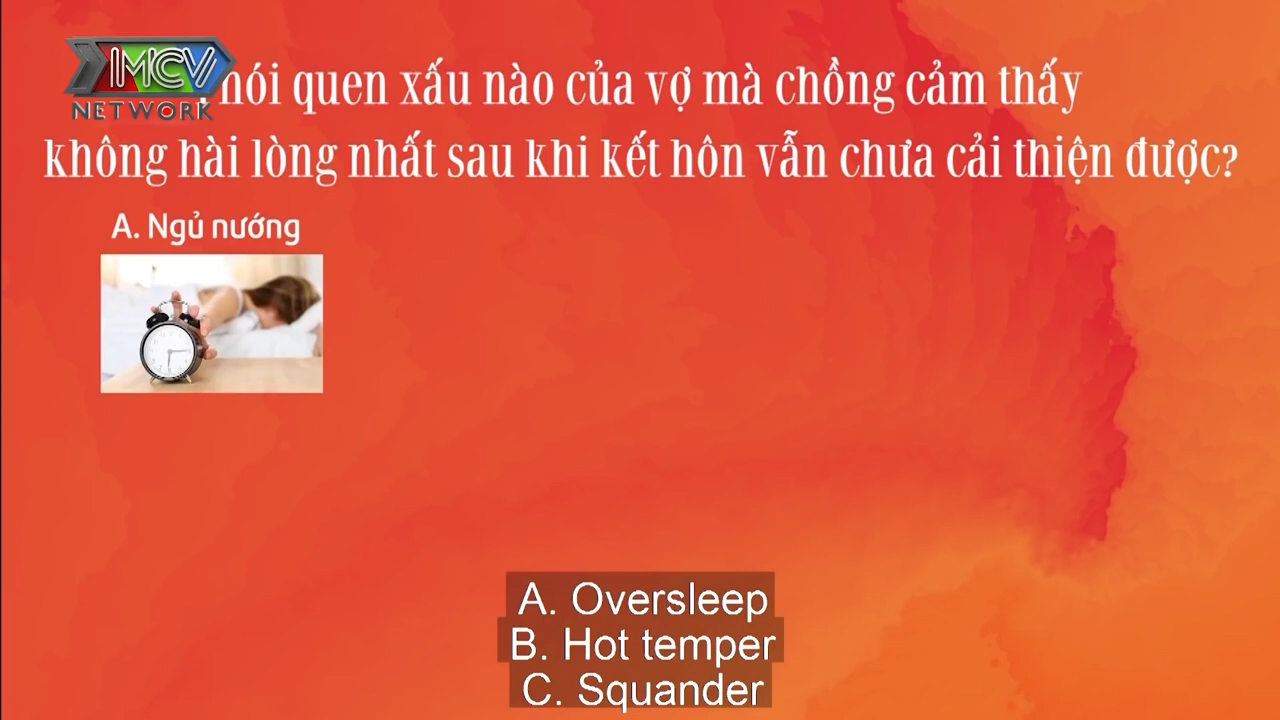 MCV
NETWORK
nói quen xấu nào của vợ mà chồng cảm thấy
không hài lòng nhất sau khi kết hôn vẫn chưa cải thiện được?
A. Ngủ nướng
A. Oversleep
B. Hot temper
C. Squander